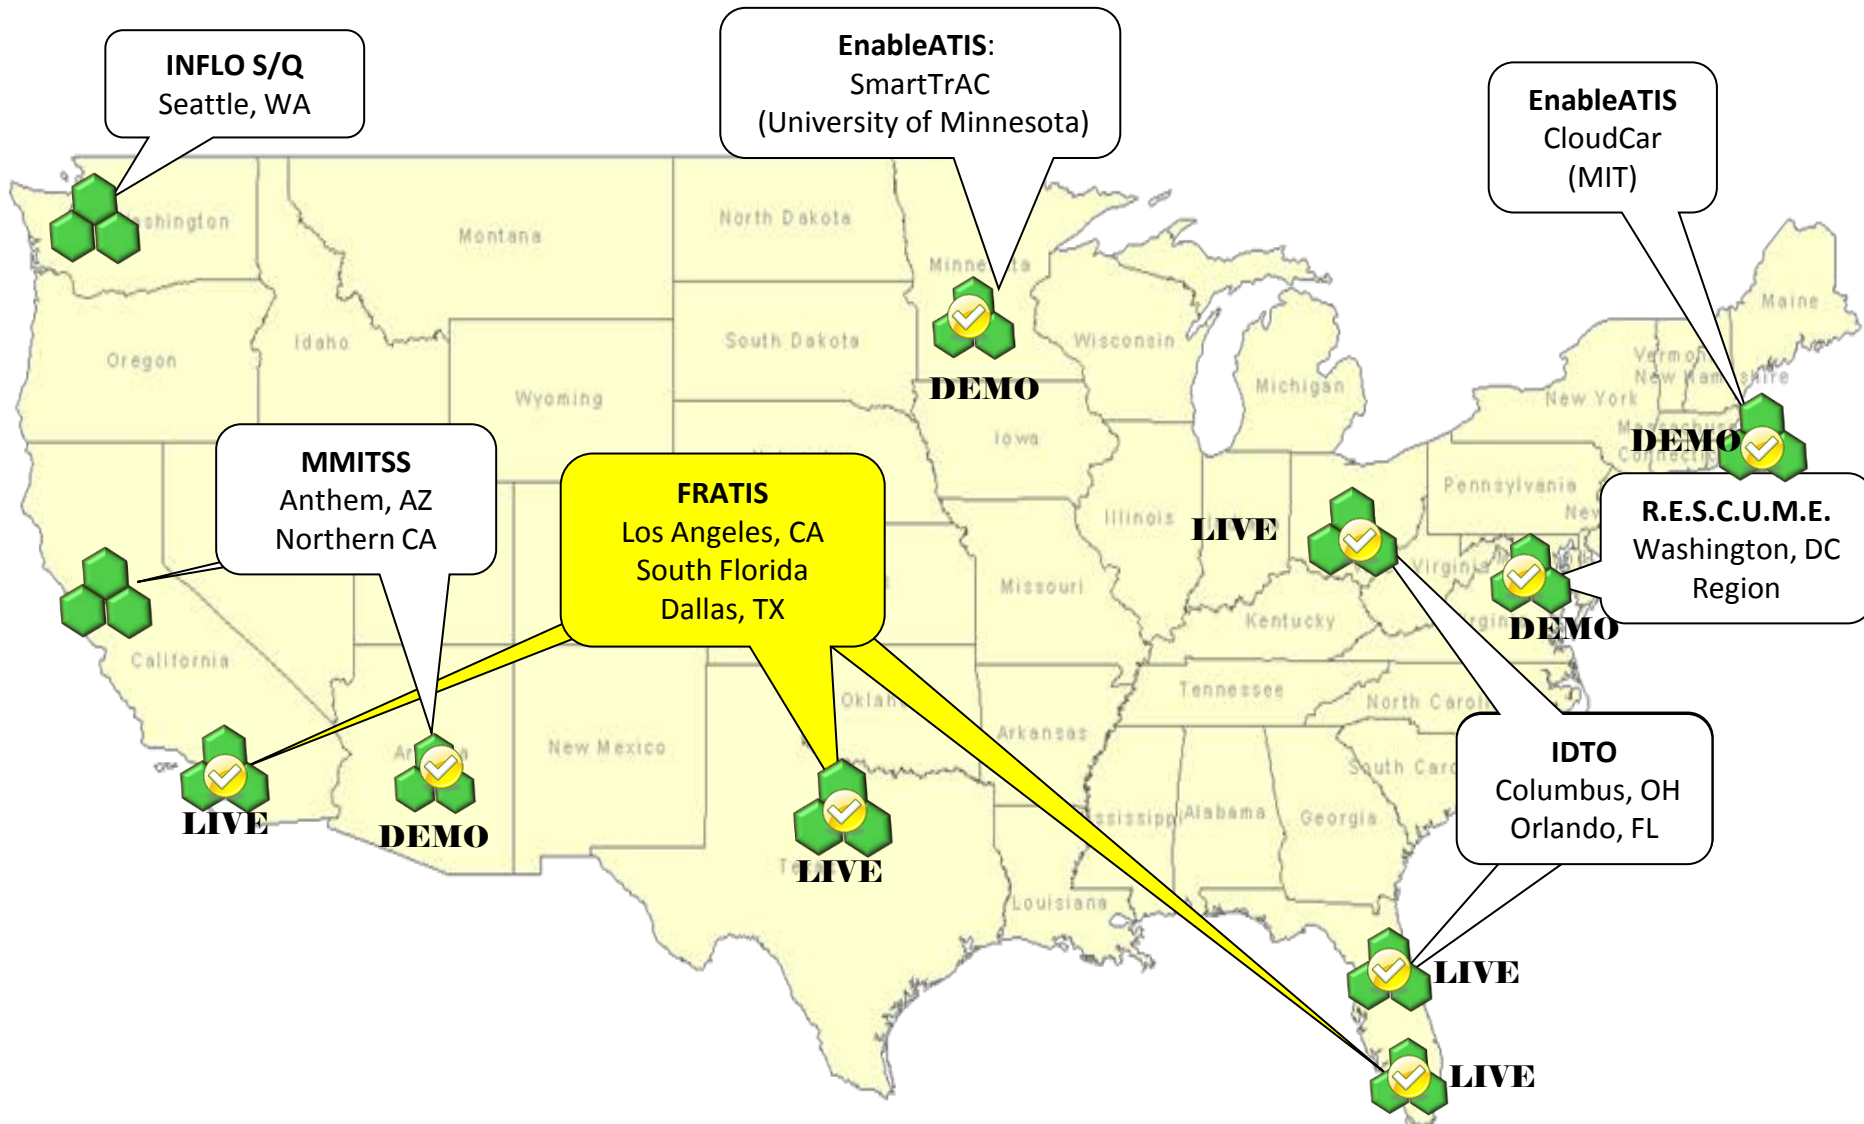 INFLO S/Q
Seattle, WA
EnableATIS:
SmartTrAC
(University of Minnesota)
EnableATIS
CloudCar
(MIT)
Montana
North Dakota
Minnesota
Maine
Oregon
Idaho
South Dakota
Wisconsin
Michigan
New Hampshire
New York
Wyoming
DEMO
Iowa
DEMO
MMITSS
Anthem, AZ
Northern CA
FRATIS
Los Angeles, CA
South Florida
Dallas, TX
Illinois
LIVE
Pennsylvania
R.E.S.C.U.M.E.
Washington, DC
Region
Missouri
Kentucky
Virginia
DEMO
California
Tennessee
New Mexico
Arkansas
IDTO
Columbus, OH
Orlando, FL
LIVE
DEMO
LIVE
Alabama
Georgia
Louisiana
LIVE
LIVE